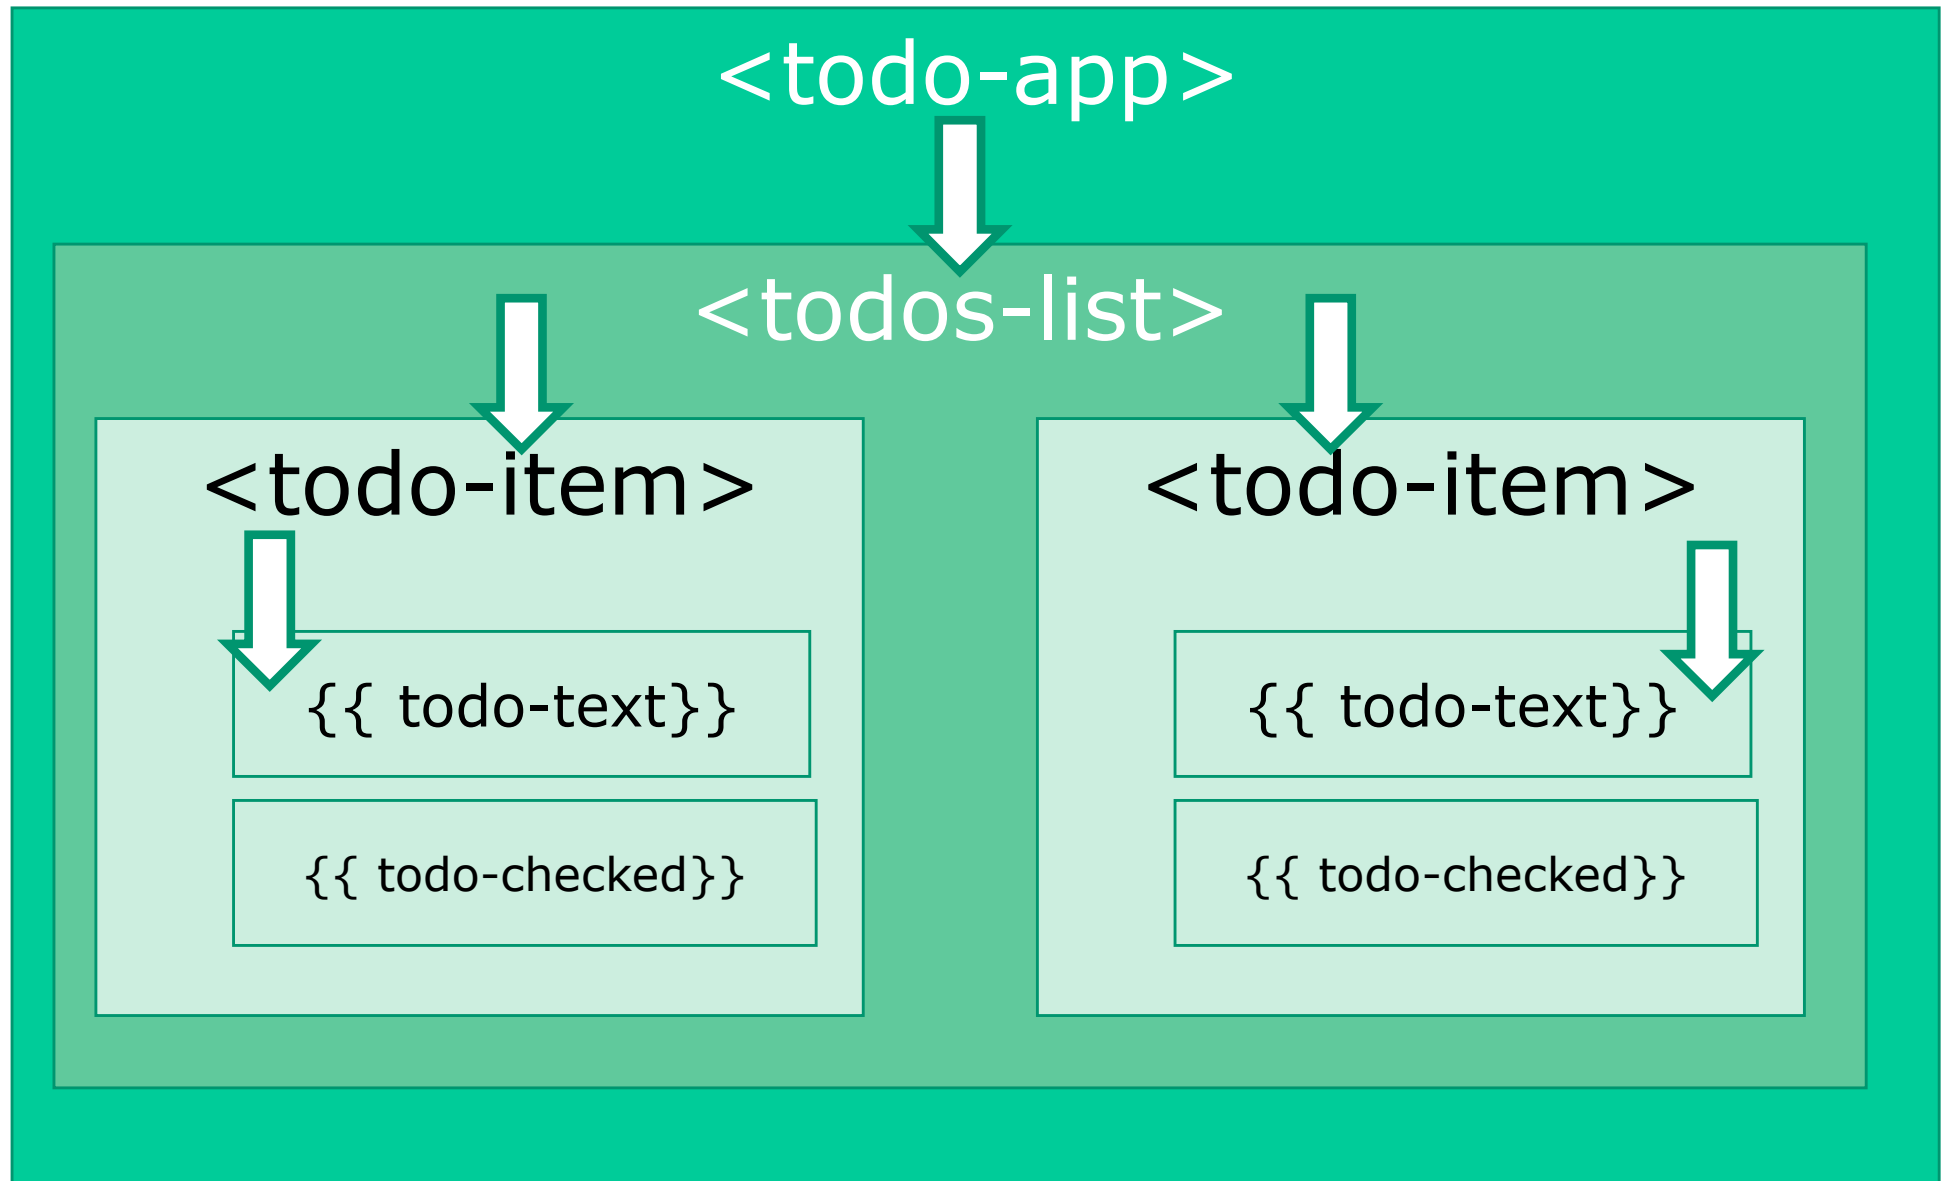 <todo-app>
<todos-list>
<todo-item>
{{ todo-text}}
{{ todo-checked}}
<todo-item>
{{ todo-text}}
{{ todo-checked}}